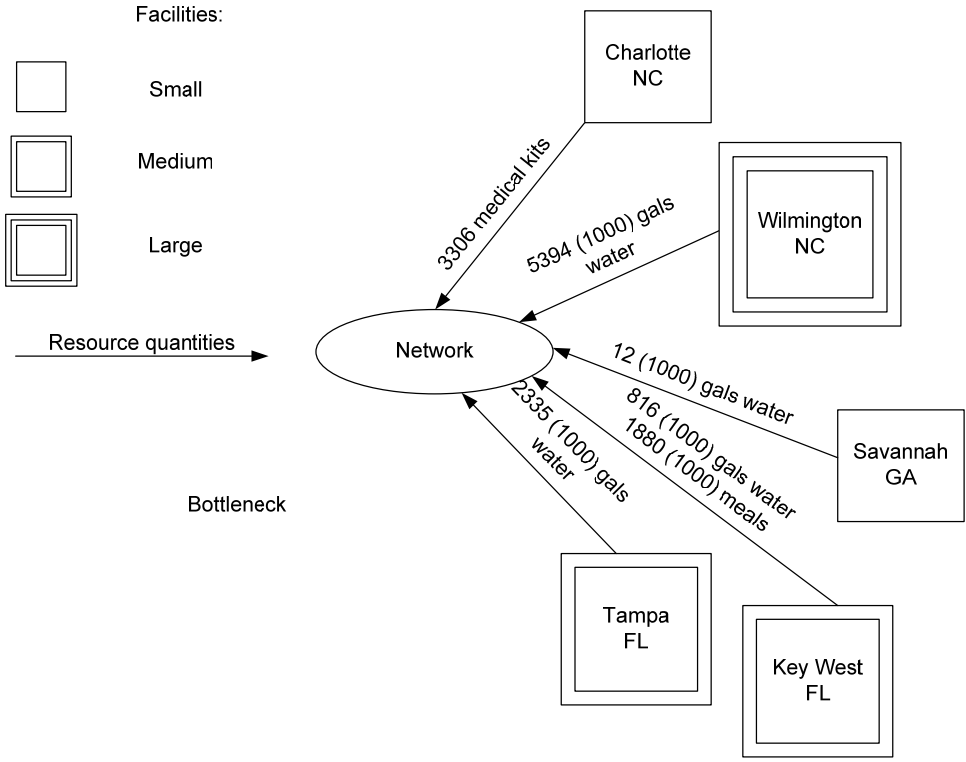 Facilities:
Small
Medium
Large
Resource quantities
Bottleneck
Network
Charlotte
NC
3306 medical kits
Wilmington
NC
5394 (1000) gals
water
Savannah
GA
12 (1000) gals water
Key West
FL
816 (1000) gals water
1880 (1000) meals
Tampa
FL
2335 (1000) gals
water